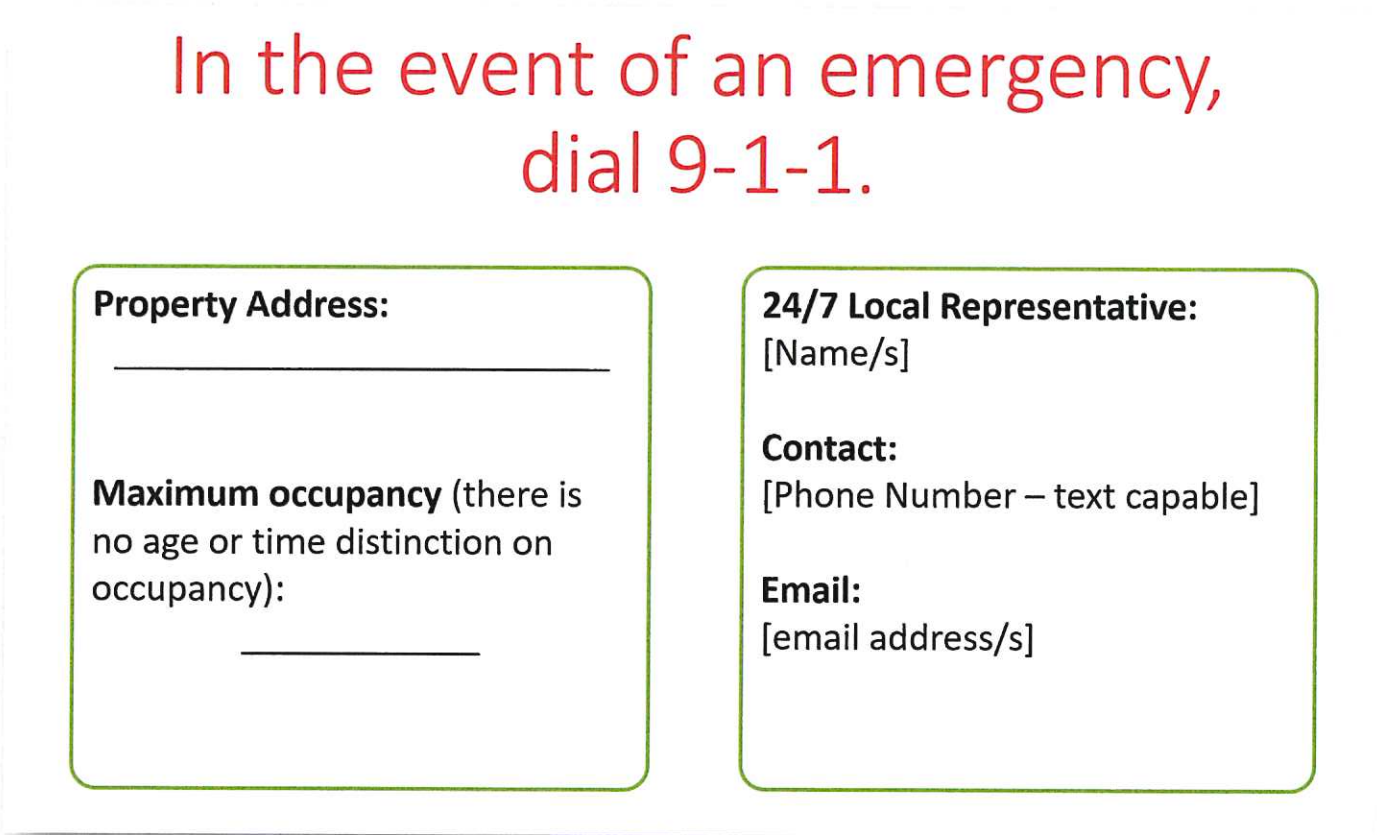 In the event of an emergency,
dial 9-1-1.
Property Address:
Maximum occupancy (there is
no age or time distinction on
occupancy):
24/7 Local Representative:
[Name/s]
Contact:
[Phone Number – text capable]
Email:
[email address/s]